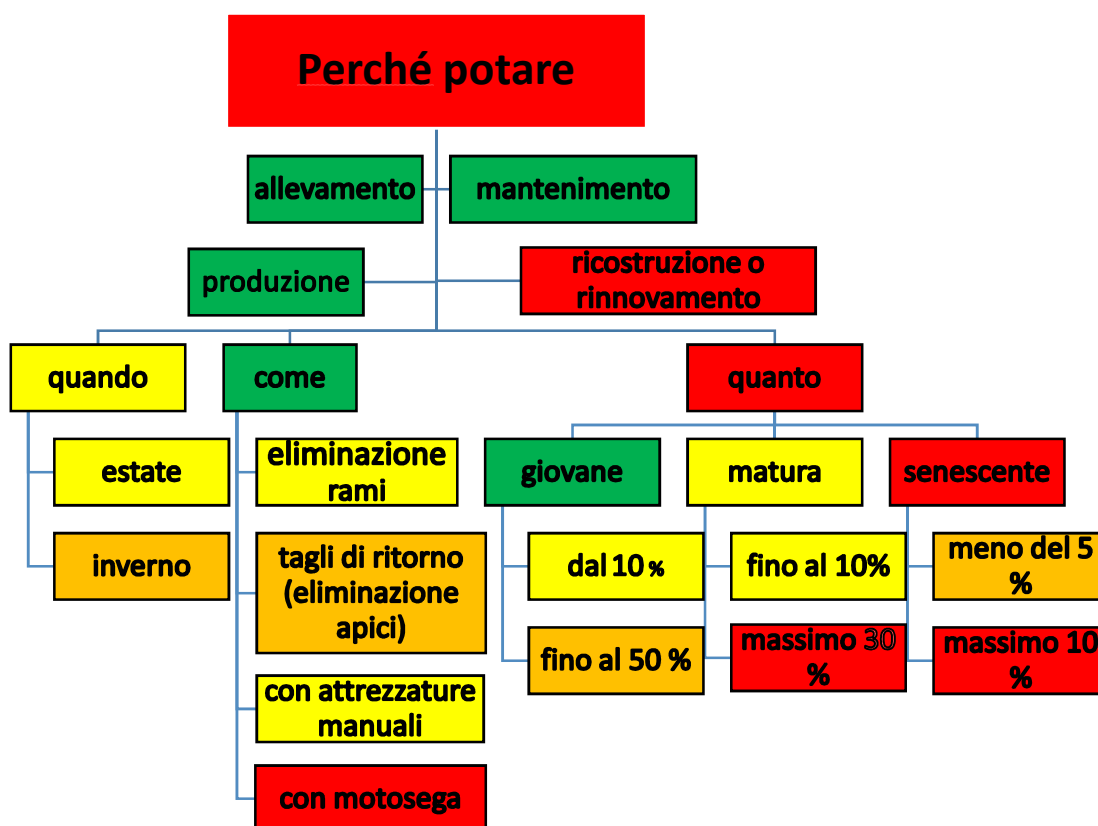 Perché potare
allevamento
mantenimento
produzione
ricostruzione o
rinnovamento
quando
come
quanto
estate
inverno
eliminazione
rami
tagli di ritorno
(eliminazione
apici)
con attrezzature
manuali
con motosega
giovane
matura
senescente
dal 10 %
fino al 50 %
fino al 10%
massimo 30
%
meno del 5
%
massimo 10
%